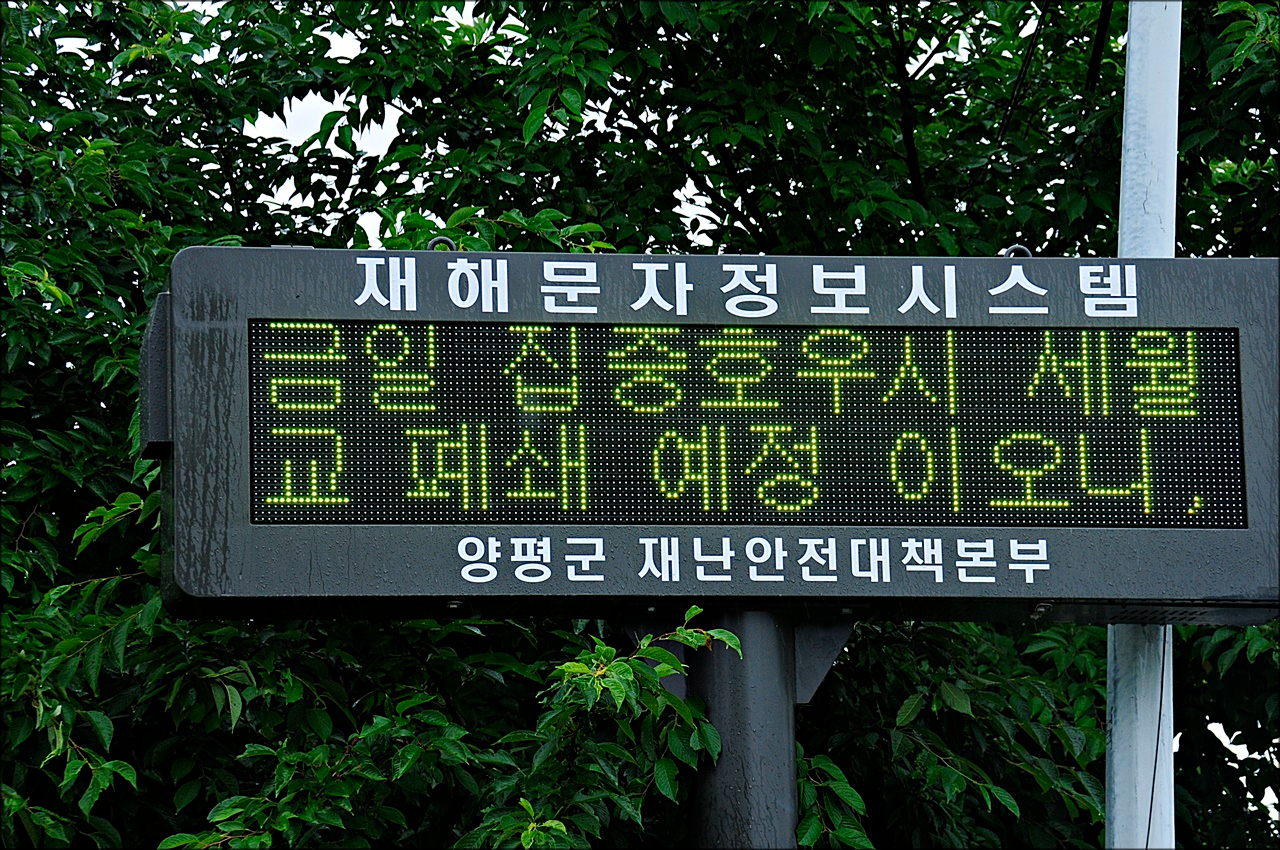 재해문자정보시스템
금일 집중호우시 세월
교 폐쇄 예정 이오니,
양평군 재난안전대책본부